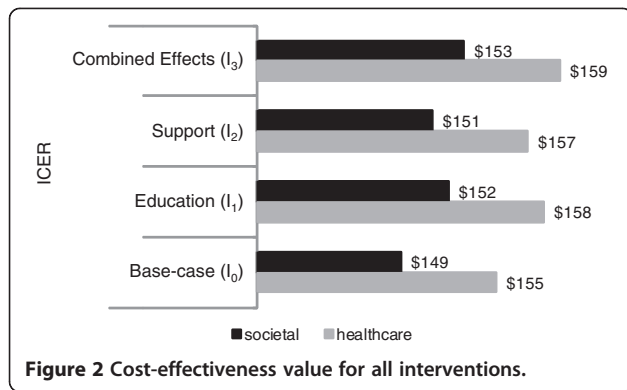 ICER
Combined Effects (I₃)
$153
$159
Support (I₂)
$151
$157
Education (I₁)
$152
$158
Base-case (I₀)
$149
$155
societal healthcare
Figure 2 Cost-effectiveness value for all interventions.